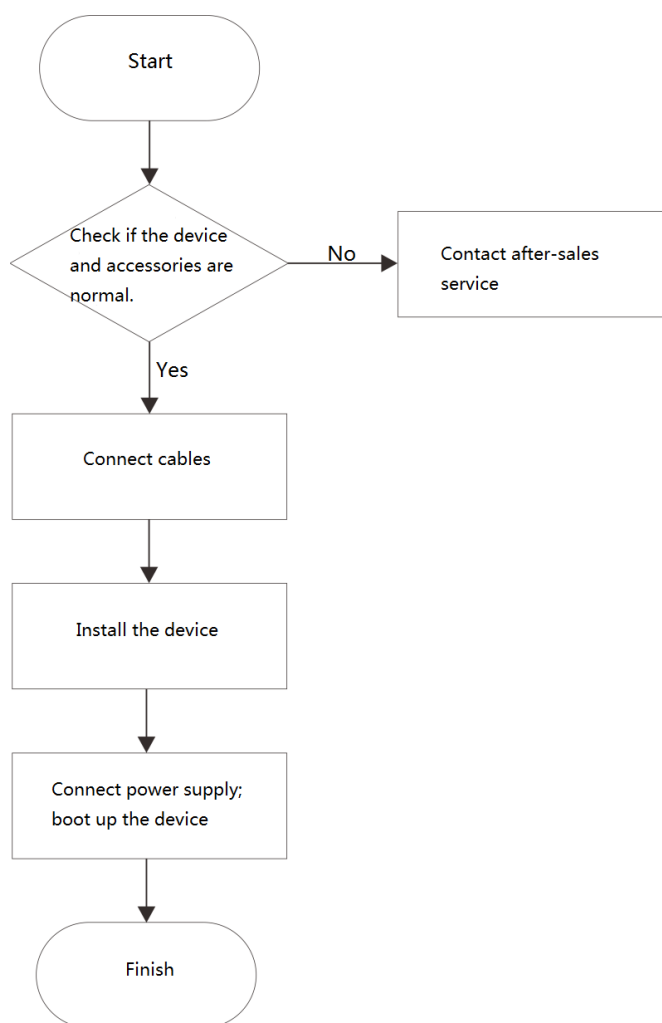 Start
Check if the device
and accessories are
normal.
No
Contact after-sales
service
Yes
Connect cables
Install the device
Connect power supply;
boot up the device
Finish